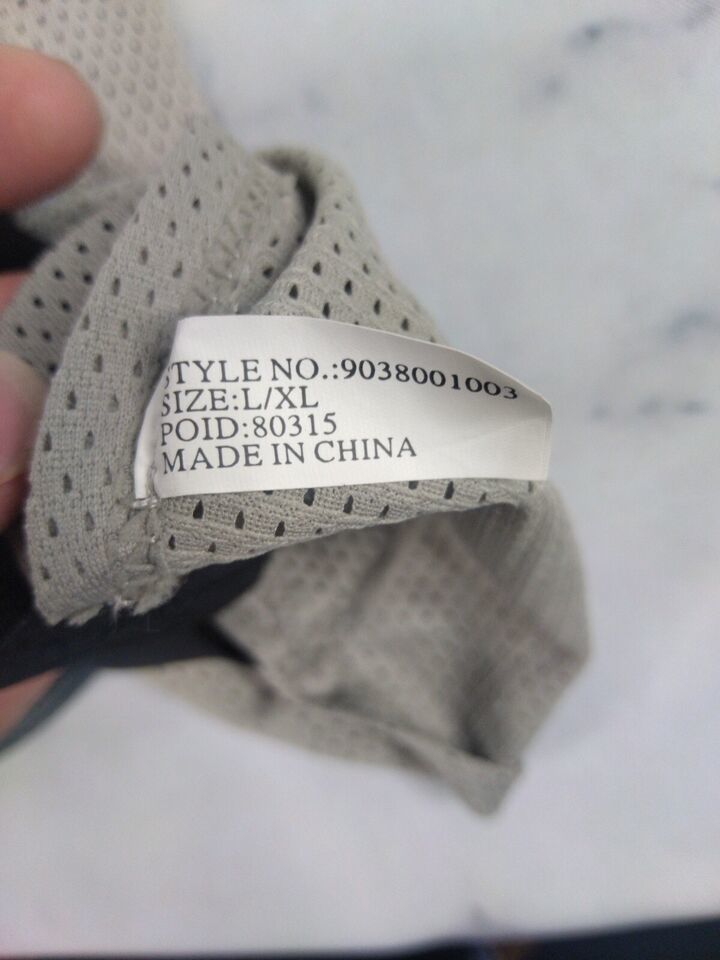 STYLE NO.:9038001003
SIZE:L/XL
POID:80315
MADE IN CHINA